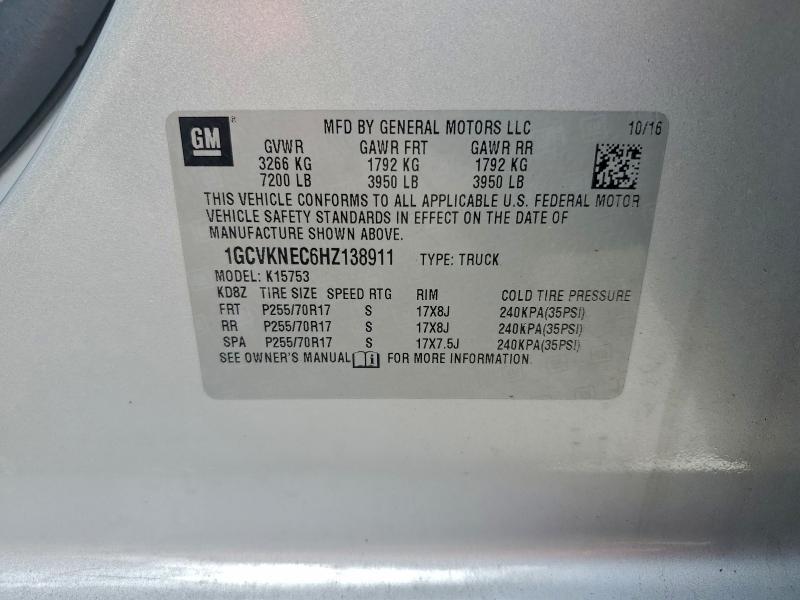 GM
MFD BY GENERAL MOTORS LLC 10/16
GVWR GAWR FRT GAWR RR
3266 KG 1792 KG 1792 KG
7200 LB 3950 LB 3950 LB
THIS VEHICLE CONFORMS TO ALL APPLICABLE U.S. FEDERAL MOTOR
VEHICLE SAFETY STANDARDS IN EFFECT ON THE DATE OF
MANUFACTURE SHOWN ABOVE.
1GCVKNEC6HZ138911 TYPE: TRUCK
MODEL: K15753
KD8Z TIRE SIZE SPEED RTG RIM COLD TIRE PRESSURE
FRT P255/70R17 S 17X8J 240KPA(35PSI)
RR P255/70R17 S 17X8J 240KPA(35PSI)
SPA P255/70R17 S 17X7.5J 240KPA(35PSI)
SEE OWNER'S MANUAL FOR MORE INFORMATION